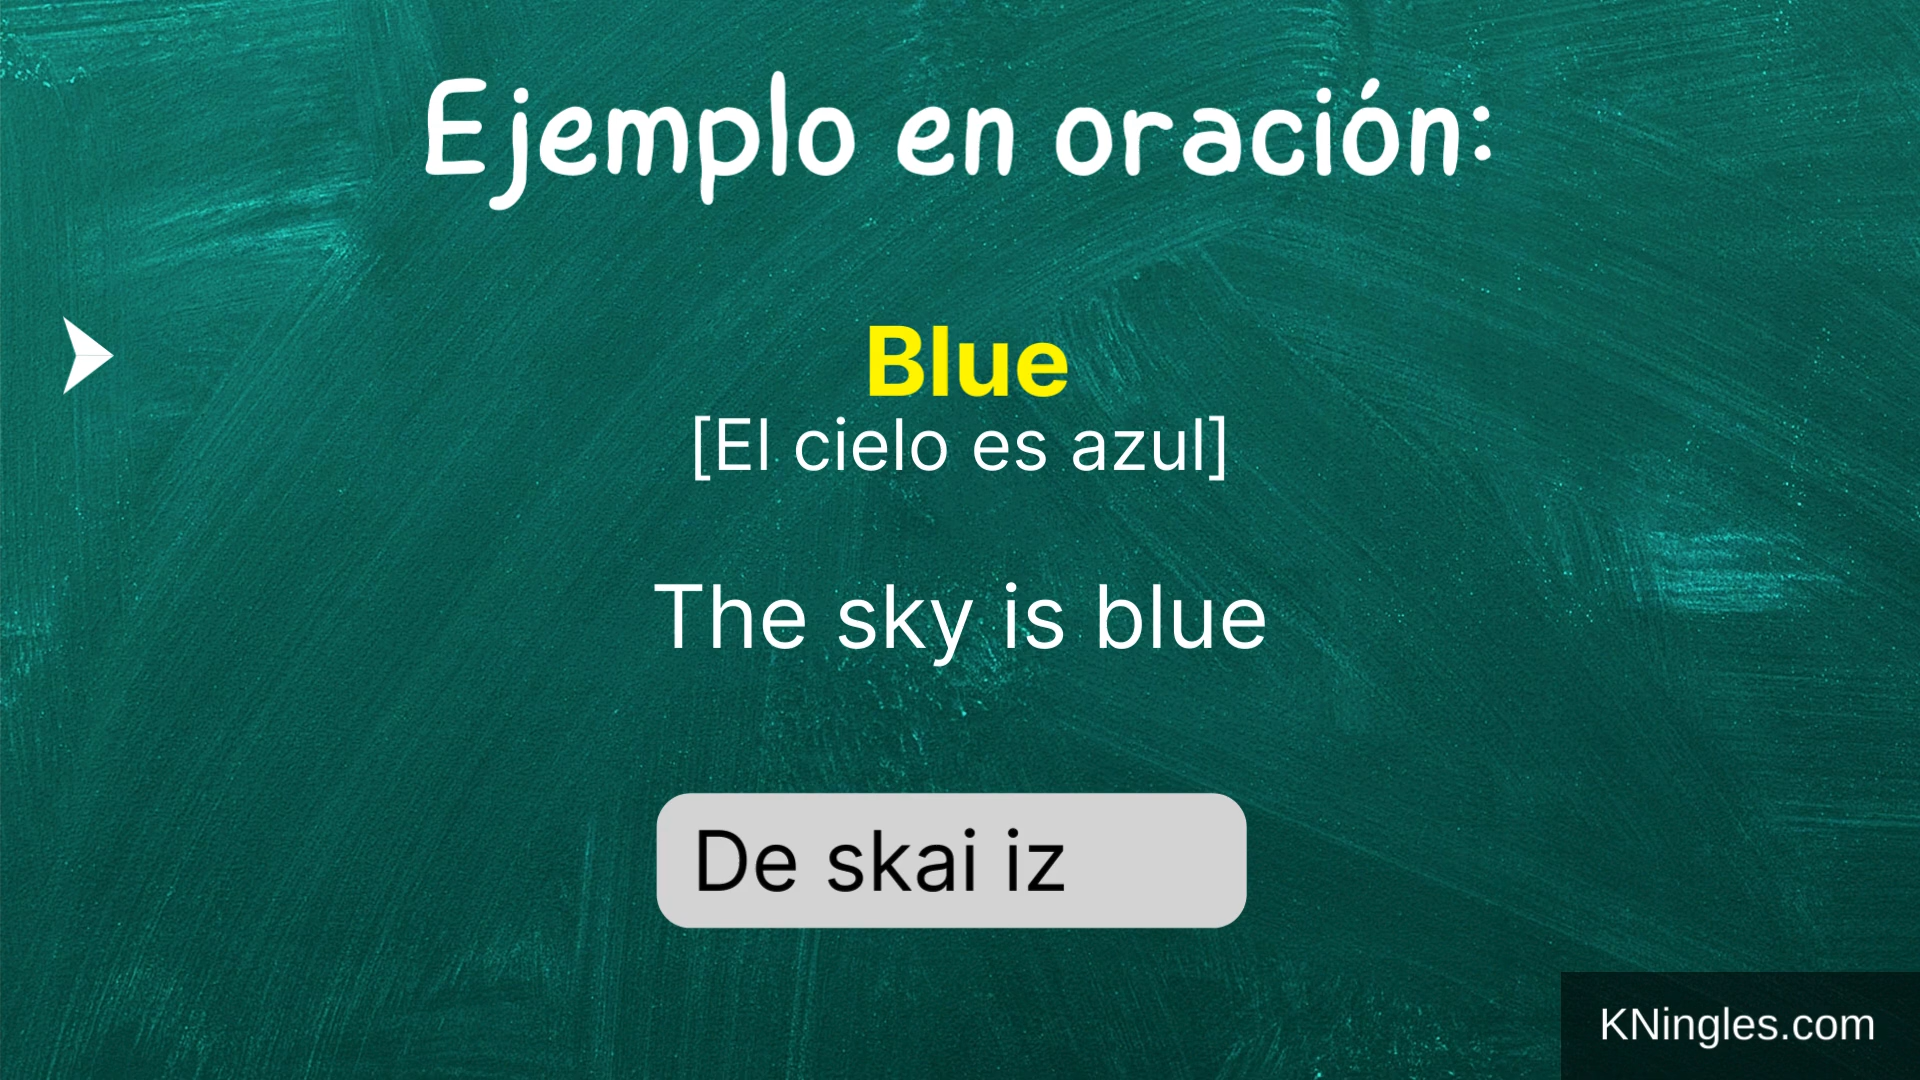 Ejemplo en oración:
Blue
[El cielo es azul]
The sky is blue
De skai iz
KNingles.com